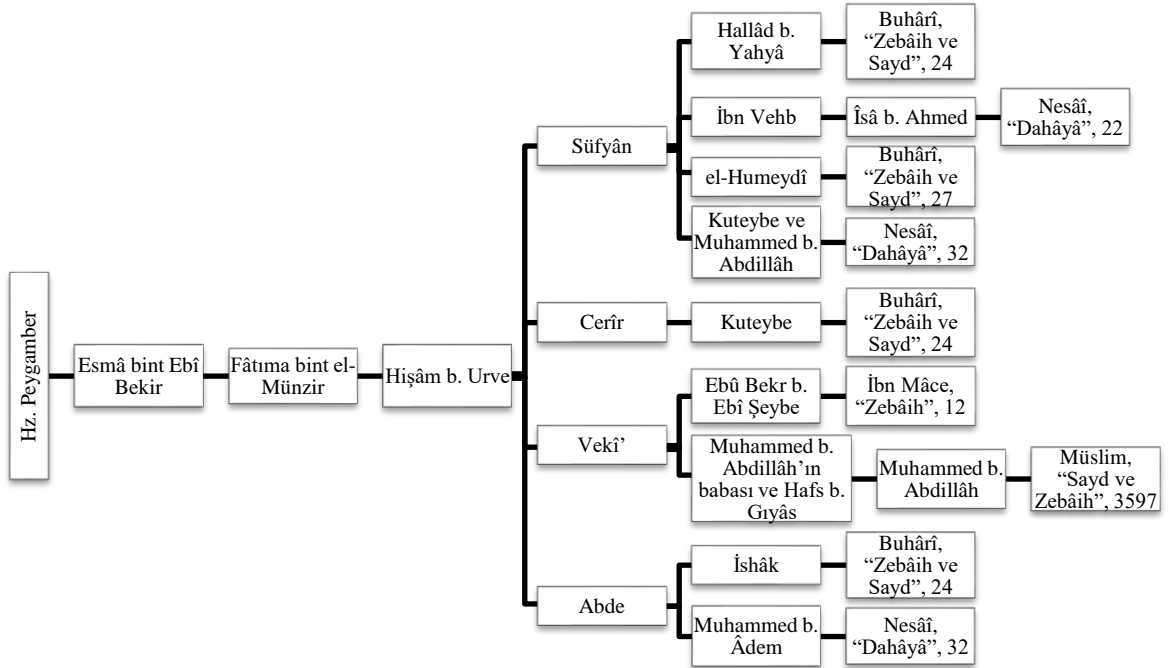 Hz. Peygamber
Esmâ bint Ebî
Bekir
Fâtıma bint el-
Münzir
Hişâm b. Urve
Süfyân
Hallâd b.
Yahyâ
Buhârî,
“Zebâih ve
Sayd”, 24
İbn Vehb
Îsâ b. Ahmed
Nesâî,
“Dahâyâ”, 22
el-Humeydî
Buhârî,
“Zebâih ve
Sayd”, 27
Kuteybe ve
Muhammed b.
Abdillâh
Nesâî,
“Dahâyâ”, 32
Cerîr
Kuteybe
Buhârî,
“Zebâih ve
Sayd”, 24
Vekî’
Ebû Bekr b.
Ebî Şeybe
İbn Mâce,
“Zebâih”, 12
Muhammed b.
Abdillâh’ın
babası ve Hafs b.
Gıyâs
Muhammed b.
Abdillâh
Müslim,
“Sayd ve
Zebâih”, 3597
Abde
İshâk
Buhârî,
“Zebâih ve
Sayd”, 24
Muhammed b.
Âdem
Nesâî,
“Dahâyâ”, 32